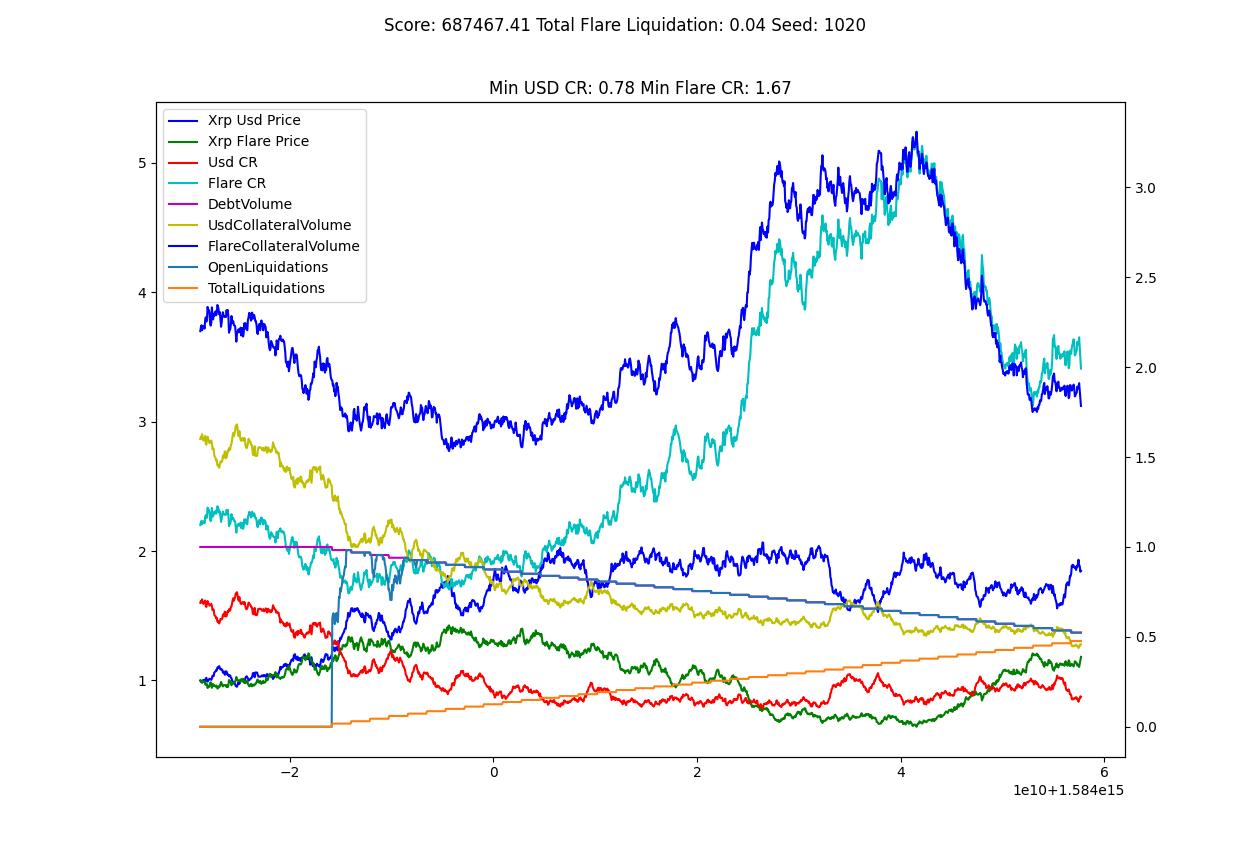 Score: 687467.41 Total Flare Liquidation: 0.04 Seed: 1020
Min USD CR: 0.78 Min Flare CR: 1.67
Xrp Usd Price
Xrp Flare Price
Usd CR
Flare CR
DebtVolume
UsdCollateralVolume
FlareCollateralVolume
OpenLiquidations
TotalLiquidations
5
4
3
2
1
3.0
2.5
2.0
1.5
1.0
0.5
0.0
−2
0
2
4
6
1e10+1.584e15